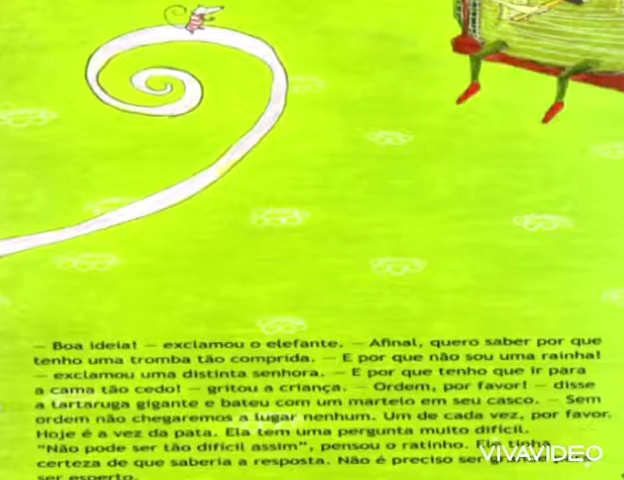 — Boa ideia! — exclamou o elefante. — Afinal, quero saber por que
tenho uma tromba tão comprida. — E por que não sou uma rainha!
— exclamou uma distinta senhora. — E por que tenho que ir para
a cama tão cedo! — gritou a criança. — Ordem, por favor! — disse
a tartaruga gigante e bateu com um martelo em seu casco. — Sem
ordem não chegaremos a lugar nenhum. Um de cada vez, por favor.
Hoje é a vez da pata. Ela tem uma pergunta muito difícil.
"Não pode ser tão difícil assim", pensou o ratinho. Ele tinha
certeza de que saberia a resposta. Não é preciso ser
ser esperto.
VIVAVIDEO